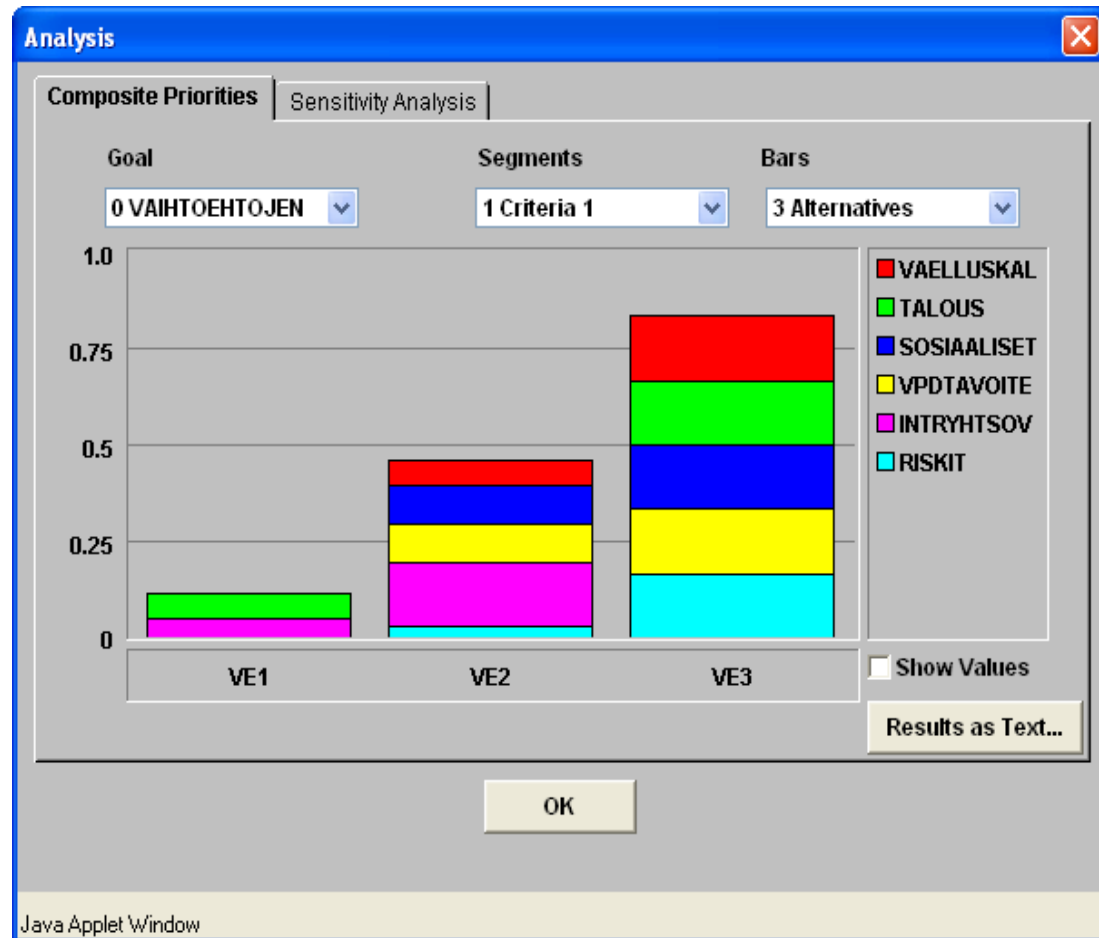 Analysis
Composite Priorities
Sensitivity Analysis
Goal
Segments
Bars
0 VAIHTOEHTOJEN
1 Criteria 1
3 Alternatives
1.0
0.75
0.5
0.25
0
VAELLUSKAL
TALOUS
SOSIAALISET
VPDTAVOITE
INTRYHTSOV
RISKIT
VE1
VE2
VE3
Show Values
Results as Text...
OK
Java Applet Window